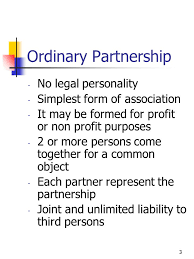 Ordinary Partnership
- No legal personality
- Simplest form of association
- It may be formed for profit
or non profit purposes
- 2 or more persons come
together for a common
object
- Each partner represent the
partnership
- Joint and unlimited liability to
third persons
3